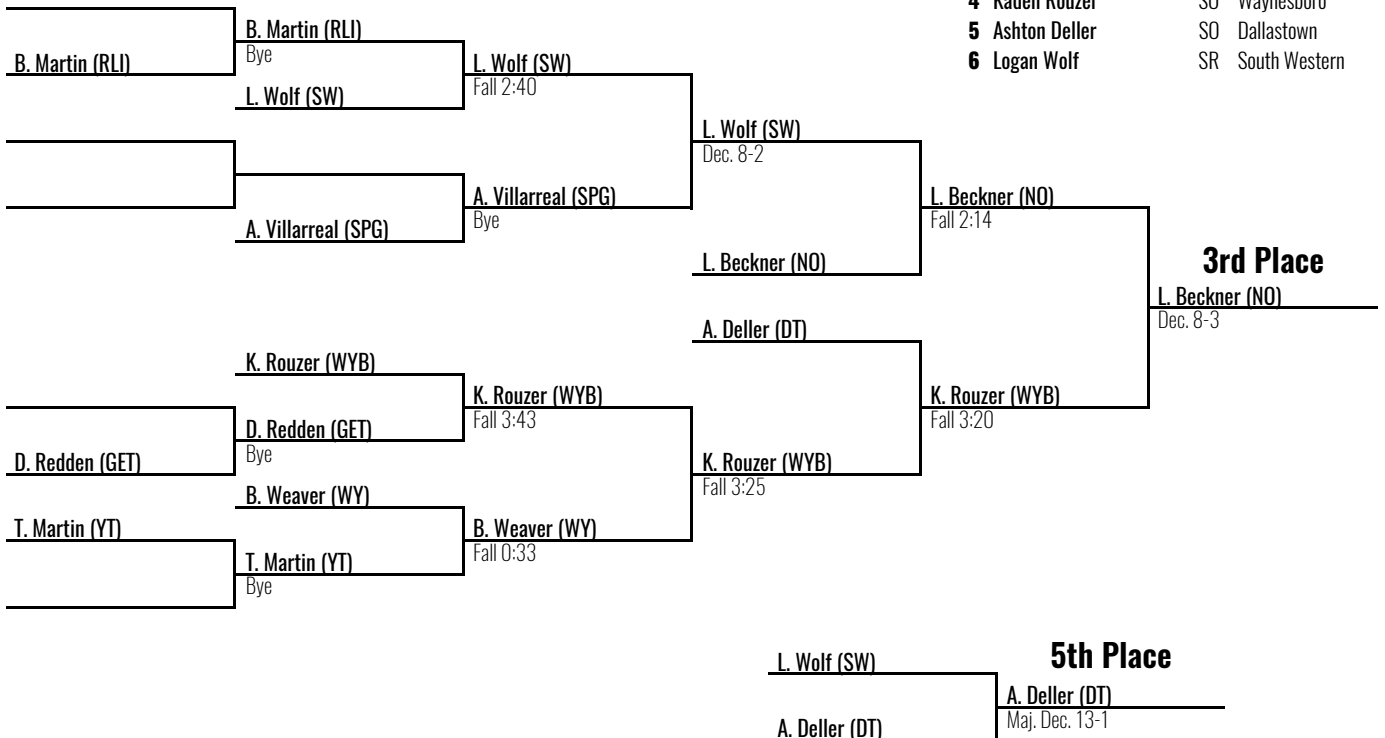 4 Kaden Rouzer SO Waynesboro
5 Ashton Deller SO Dallastown
6 Logan Wolf SR South Western
B. Martin (RLI)
B. Martin (RLI)
Bye
L. Wolf (SW)
L. Wolf (SW)
Fall 2:40
L. Wolf (SW)
Dec. 8-2
A. Villarreal (SPG)
A. Villarreal (SPG)
Bye
L. Beckner (NO)
L. Beckner (NO)
Fall 2:14
3rd Place
L. Beckner (NO)
Dec. 8-3
A. Deller (DT)
K. Rouzer (WYB)
K. Rouzer (WYB)
Fall 3:43
K. Rouzer (WYB)
Fall 3:20
D. Redden (GET)
D. Redden (GET)
Bye
K. Rouzer (WYB)
Fall 3:25
B. Weaver (WY)
T. Martin (YT)
B. Weaver (WY)
Fall 0:33
T. Martin (YT)
Bye
5th Place
L. Wolf (SW)
A. Deller (DT)
Maj. Dec. 13-1
A. Deller (DT)